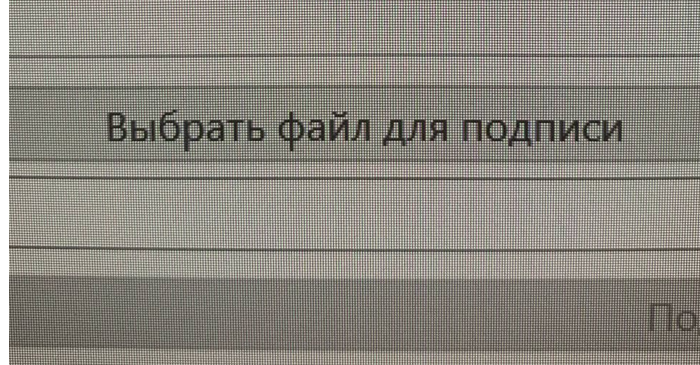 Выбрать файл для подписи